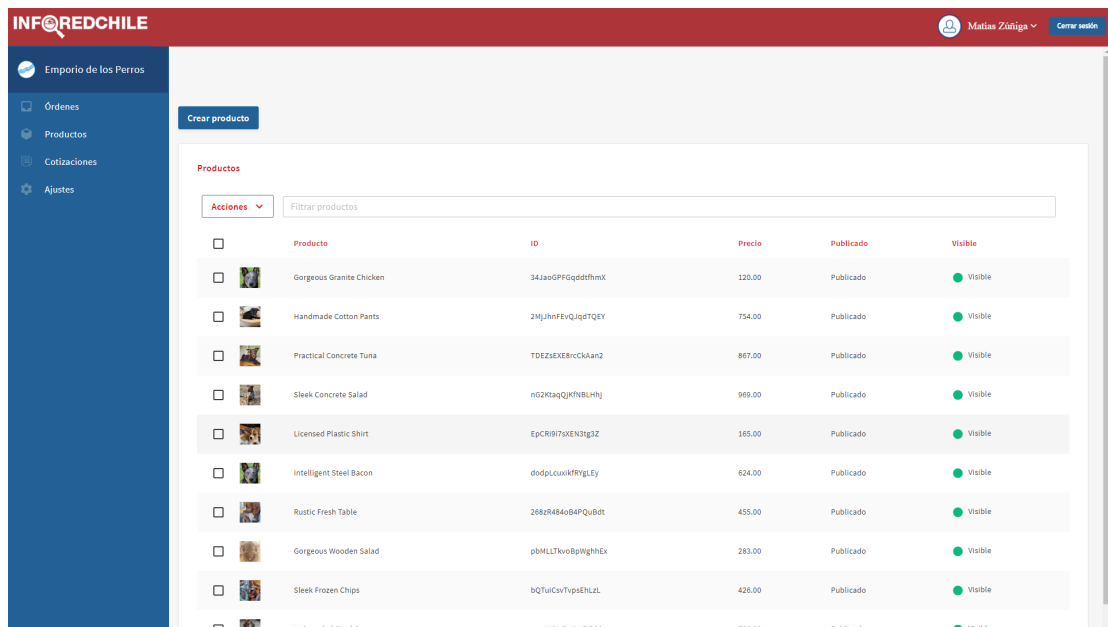 INFOREDCHILE
Matias Zúñiga
Cerrar sesión
Emporio de los Perros
Órdenes
Productos
Cotizaciones
Ajustes
Crear producto
Productos
Acciones
Filtrar productos
Producto ID Precio Publicado Visible
Gorgeous Granite Chicken 34JaoGPFGqddtfhmX 120.00 Publicado Visible
Handmade Cotton Pants 2MjJhnFEvQJqdTQEY 754.00 Publicado Visible
Practical Concrete Tuna TDEZsEXE8rcCkAan2 867.00 Publicado Visible
Sleek Concrete Salad nG2KtaqQjKfNBLHhj 969.00 Publicado Visible
Licensed Plastic Shirt EpCRi9i7sXEN3tg3Z 165.00 Publicado Visible
Intelligent Steel Bacon dodpLcuxikfRYgLEy 624.00 Publicado Visible
Rustic Fresh Table 268zR484oB4PQuBdt 455.00 Publicado Visible
Gorgeous Wooden Salad pbMLLTkvoBpWghhEx 283.00 Publicado Visible
Sleek Frozen Chips bQTuiCsvTvpsEhLzL 426.00 Publicado Visible